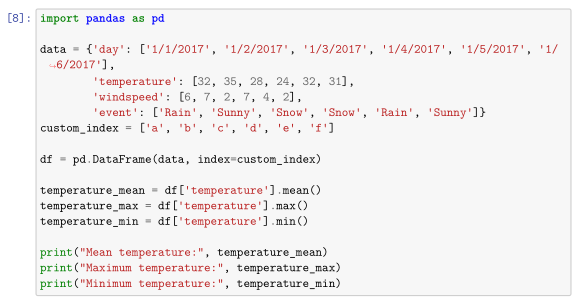 [8]: import pandas as pd
data = {'day': ['1/1/2017', '1/2/2017', '1/3/2017', '1/4/2017', '1/5/2017', '1/
↪6/2017'],
'temperature': [32, 35, 28, 24, 32, 31],
'windspeed': [6, 7, 2, 7, 4, 2],
'event': ['Rain', 'Sunny', 'Snow', 'Snow', 'Rain', 'Sunny']}
custom_index = ['a', 'b', 'c', 'd', 'e', 'f']
df = pd.DataFrame(data, index=custom_index)
temperature_mean = df['temperature'].mean()
temperature_max = df['temperature'].max()
temperature_min = df['temperature'].min()
print("Mean temperature:", temperature_mean)
print("Maximum temperature:", temperature_max)
print("Minimum temperature:", temperature_min)